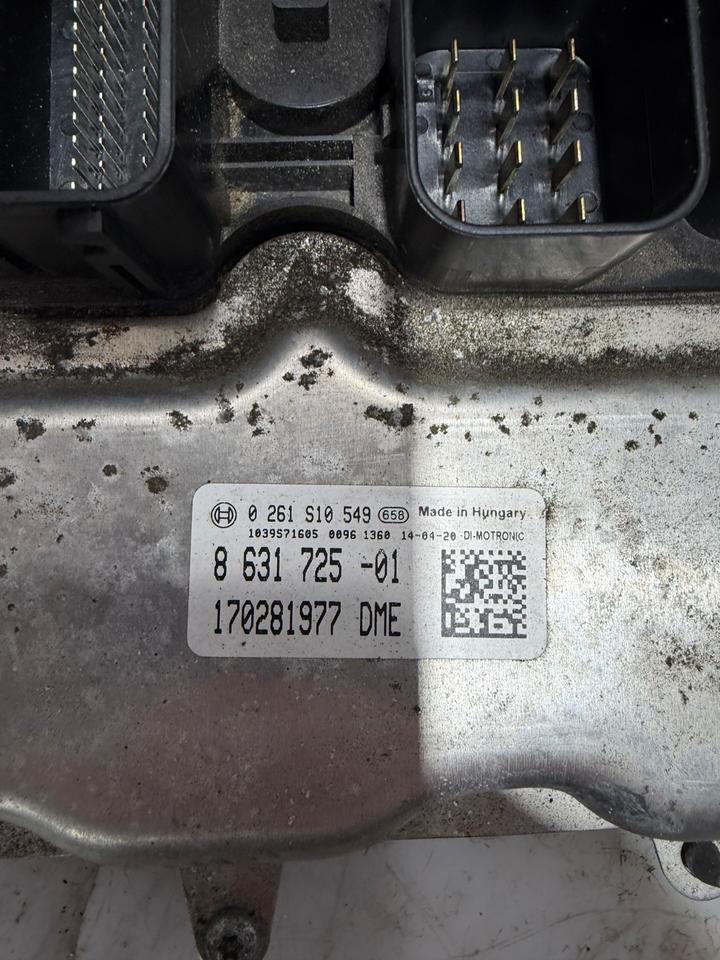 0 261 S10 549 658 Made in Hungary
1039S71605 0096 1360 14-04-20 DI-MOTRONIC
8 631 725 -01
170281977 DME